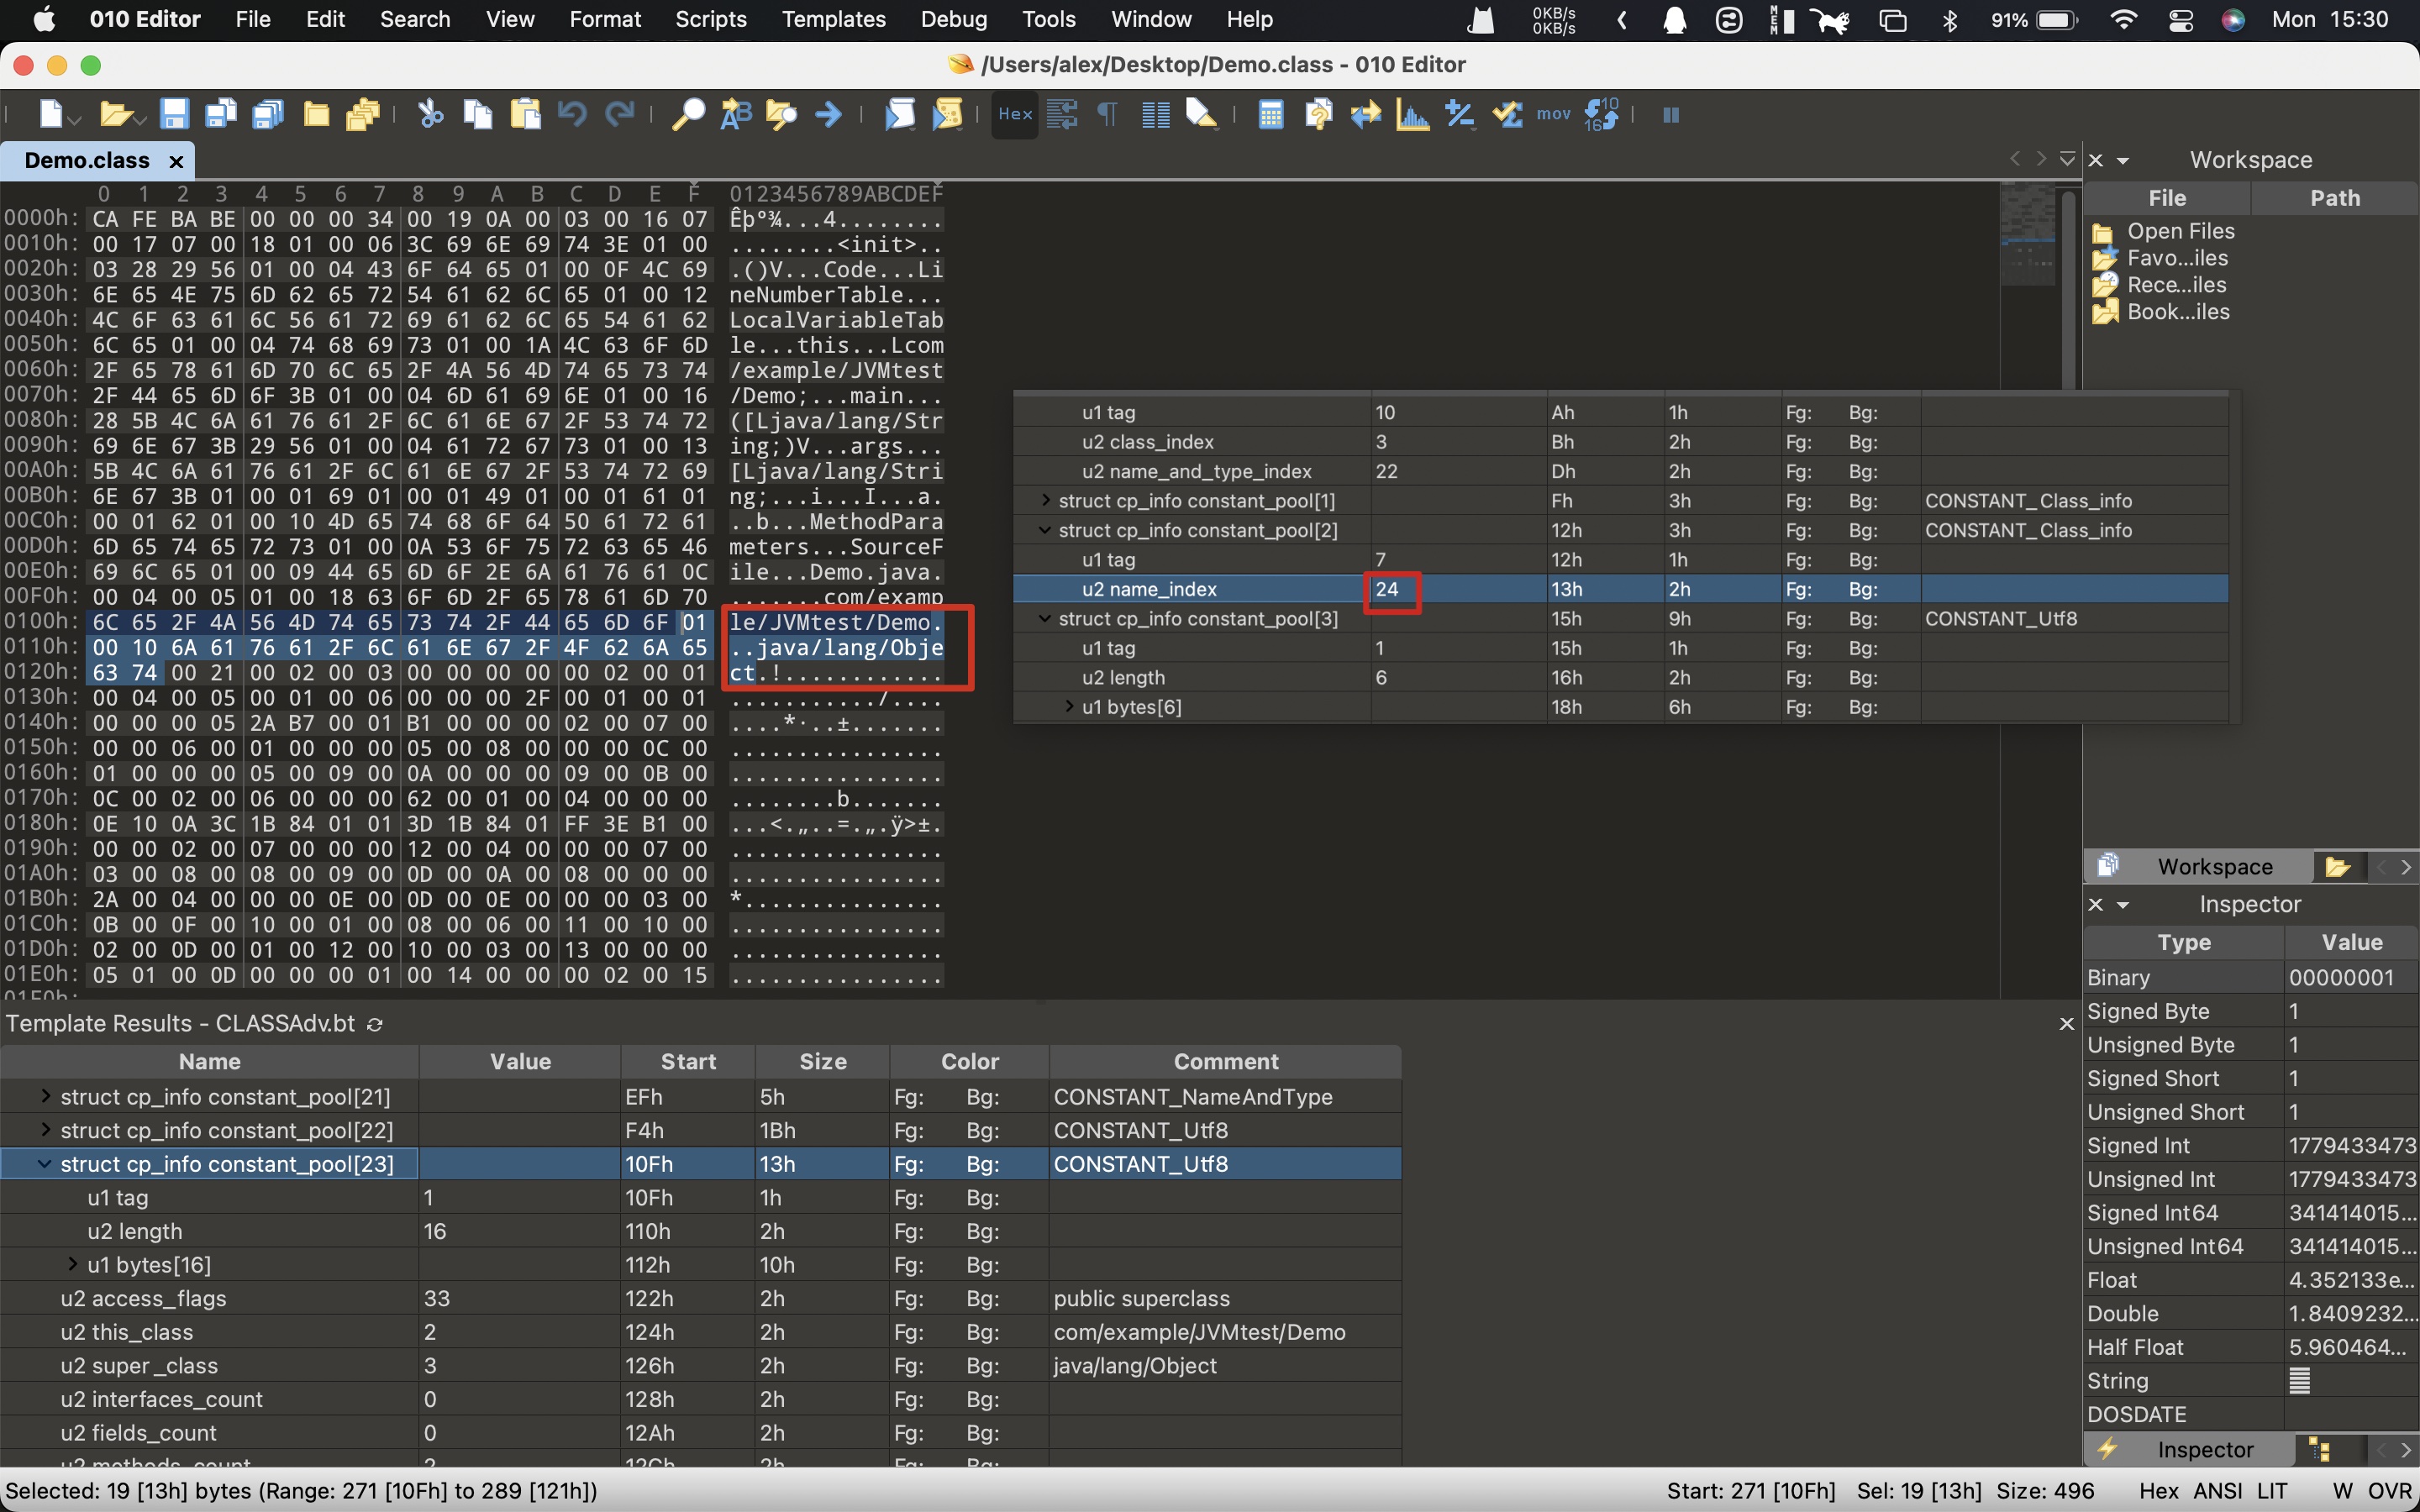 010 Editor File Edit Search View Format Scripts Templates Debug Tools Window Help 0KB/s 0KB/s MEM 91% Mon 15:30
/Users/alex/Desktop/Demo.class - 010 Editor
Hex mov 10 16
Demo.class x
0 1 2 3 4 5 6 7 8 9 A B C D E F 0123456789ABCDEF
0000h: CA FE BA BE 00 00 00 34 00 19 0A 00 03 00 16 07 Êþº¾...4........
0010h: 00 17 07 00 18 01 00 06 3C 69 6E 69 74 3E 01 00 ........<init>..
0020h: 03 28 29 56 01 00 04 43 6F 64 65 01 00 0F 4C 69 .()V...Code...Li
0030h: 6E 65 4E 75 6D 62 65 72 54 61 62 6C 65 01 00 12 neNumberTable...
0040h: 4C 6F 63 61 6C 56 61 72 69 61 62 6C 65 54 61 62 LocalVariableTab
0050h: 6C 65 01 00 04 74 68 69 73 01 00 1A 4C 63 6F 6D le...this...Lcom
0060h: 2F 65 78 61 6D 70 6C 65 2F 4A 56 4D 74 65 73 74 /example/JVMtest
0070h: 2F 44 65 6D 6F 3B 01 00 04 6D 61 69 6E 01 00 16 /Demo;...main...
0080h: 28 5B 4C 6A 61 76 61 2F 6C 61 6E 67 2F 53 74 72 ([Ljava/lang/Str
0090h: 69 6E 67 3B 29 56 01 00 04 61 72 67 73 01 00 13 ing;)V...args...
00A0h: 5B 4C 6A 61 76 61 2F 6C 61 6E 67 2F 53 74 72 69 [Ljava/lang/Stri
00B0h: 6E 67 3B 01 00 01 69 01 00 01 49 01 00 01 61 01 ng;...i...I...a.
00C0h: 00 01 62 01 00 10 4D 65 74 68 6F 64 50 61 72 61 ..b...MethodPara
00D0h: 6D 65 74 65 72 73 01 00 0A 53 6F 75 72 63 65 46 meters...SourceF
00E0h: 69 6C 65 01 00 09 44 65 6D 6F 2E 6A 61 76 61 0C ile...Demo.java.
00F0h: 00 04 00 05 01 00 18 63 6F 6D 2F 65 78 61 6D 70 .......com/examp
0100h: 6C 65 2F 4A 56 4D 74 65 73 74 2F 44 65 6D 6F 01 le/JVMtest/Demo.
0110h: 00 10 6A 61 76 61 2F 6C 61 6E 67 2F 4F 62 6A 65 ..java/lang/Obje
0120h: 63 74 00 21 00 02 00 03 00 00 00 00 00 02 00 01 ct.!............
0130h: 00 04 00 05 00 01 00 06 00 00 00 2F 00 01 00 01 .........../....
0140h: 00 00 00 05 2A B7 00 01 B1 00 00 00 02 00 07 00 ....*·..±.......
0150h: 00 00 06 00 01 00 00 00 05 00 08 00 00 00 0C 00 ................
0160h: 01 00 00 00 05 00 09 00 0A 00 00 00 09 00 0B 00 ................
0170h: 0C 00 02 00 06 00 00 00 62 00 01 00 04 00 00 00 ........b.......
0180h: 0E 10 0A 3C 1B 84 01 01 3D 1B 84 01 FF 3E B1 00 ...<.„..=.„.ÿ>±.
0190h: 00 00 02 00 07 00 00 00 12 00 04 00 00 00 07 00 ................
01A0h: 03 00 08 00 08 00 09 00 0D 00 0A 00 08 00 00 00 ................
01B0h: 2A 00 04 00 00 00 0E 00 0D 00 0E 00 00 00 03 00 *...............
01C0h: 0B 00 0F 00 10 00 01 00 08 00 06 00 11 00 10 00 ................
01D0h: 02 00 0D 00 01 00 12 00 10 00 03 00 13 00 00 00 ................
01E0h: 05 01 00 0D 00 00 00 01 00 14 00 00 00 02 00 15 ................
01F0h:
u1 tag 10 Ah 1h Fg: Bg:
u2 class_index 3 Bh 2h Fg: Bg:
u2 name_and_type_index 22 Dh 2h Fg: Bg:
struct cp_info constant_pool[1] Fh 3h Fg: Bg: CONSTANT_Class_info
struct cp_info constant_pool[2] 12h 3h Fg: Bg: CONSTANT_Class_info
u1 tag 7 12h 1h Fg: Bg:
u2 name_index 24 13h 2h Fg: Bg:
struct cp_info constant_pool[3] 15h 9h Fg: Bg: CONSTANT_Utf8
u1 tag 1 15h 1h Fg: Bg:
u2 length 6 16h 2h Fg: Bg:
u1 bytes[6] 18h 6h Fg: Bg:
Workspace
File Path
Open Files
Favo...iles
Rece...iles
Book...iles
Workspace
Inspector
Type Value
Binary 00000001
Signed Byte 1
Unsigned Byte 1
Signed Short 1
Unsigned Short 1
Signed Int 1779433473
Unsigned Int 1779433473
Signed Int64 341414015...
Unsigned Int64 341414015...
Float 4.352133e...
Double 1.8409232...
Half Float 5.960464...
String
DOSDATE
Inspector
Template Results - CLASSAdv.bt
Name Value Start Size Color Comment
struct cp_info constant_pool[21] EFh 5h Fg: Bg: CONSTANT_NameAndType
struct cp_info constant_pool[22] F4h 1Bh Fg: Bg: CONSTANT_Utf8
struct cp_info constant_pool[23] 10Fh 13h Fg: Bg: CONSTANT_Utf8
u1 tag 1 10Fh 1h Fg: Bg:
u2 length 16 110h 2h Fg: Bg:
u1 bytes[16] 112h 10h Fg: Bg:
u2 access_flags 33 122h 2h Fg: Bg: public superclass
u2 this_class 2 124h 2h Fg: Bg: com/example/JVMtest/Demo
u2 super_class 3 126h 2h Fg: Bg: java/lang/Object
u2 interfaces_count 0 128h 2h Fg: Bg:
u2 fields_count 0 12Ah 2h Fg: Bg:
u2 methods_count 2 12Ch 2h Fg: Bg:
Selected: 19 [13h] bytes (Range: 271 [10Fh] to 289 [121h]) Start: 271 [10Fh] Sel: 19 [13h] Size: 496 Hex ANSI LIT W OVR